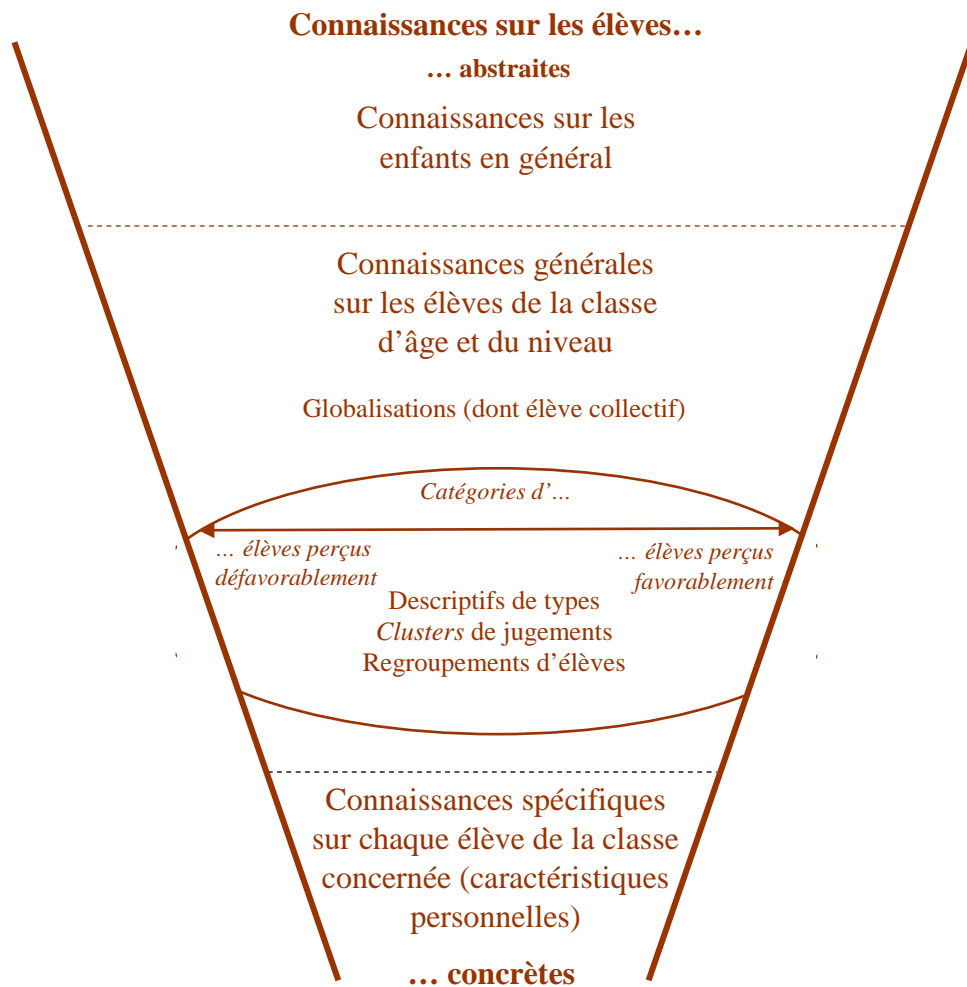 Connaissances sur les élèves…
… abstraites
Connaissances sur les
enfants en général
Connaissances générales
sur les élèves de la classe
d’âge et du niveau
Globalisations (dont élève collectif)
Catégories d’…
… élèves perçus
défavorablement
… élèves perçus
favorablement
Descriptifs de types
Clusters de jugements
Regroupements d’élèves
Connaissances spécifiques
sur chaque élève de la classe
concernée (caractéristiques
personnelles)
… concrètes